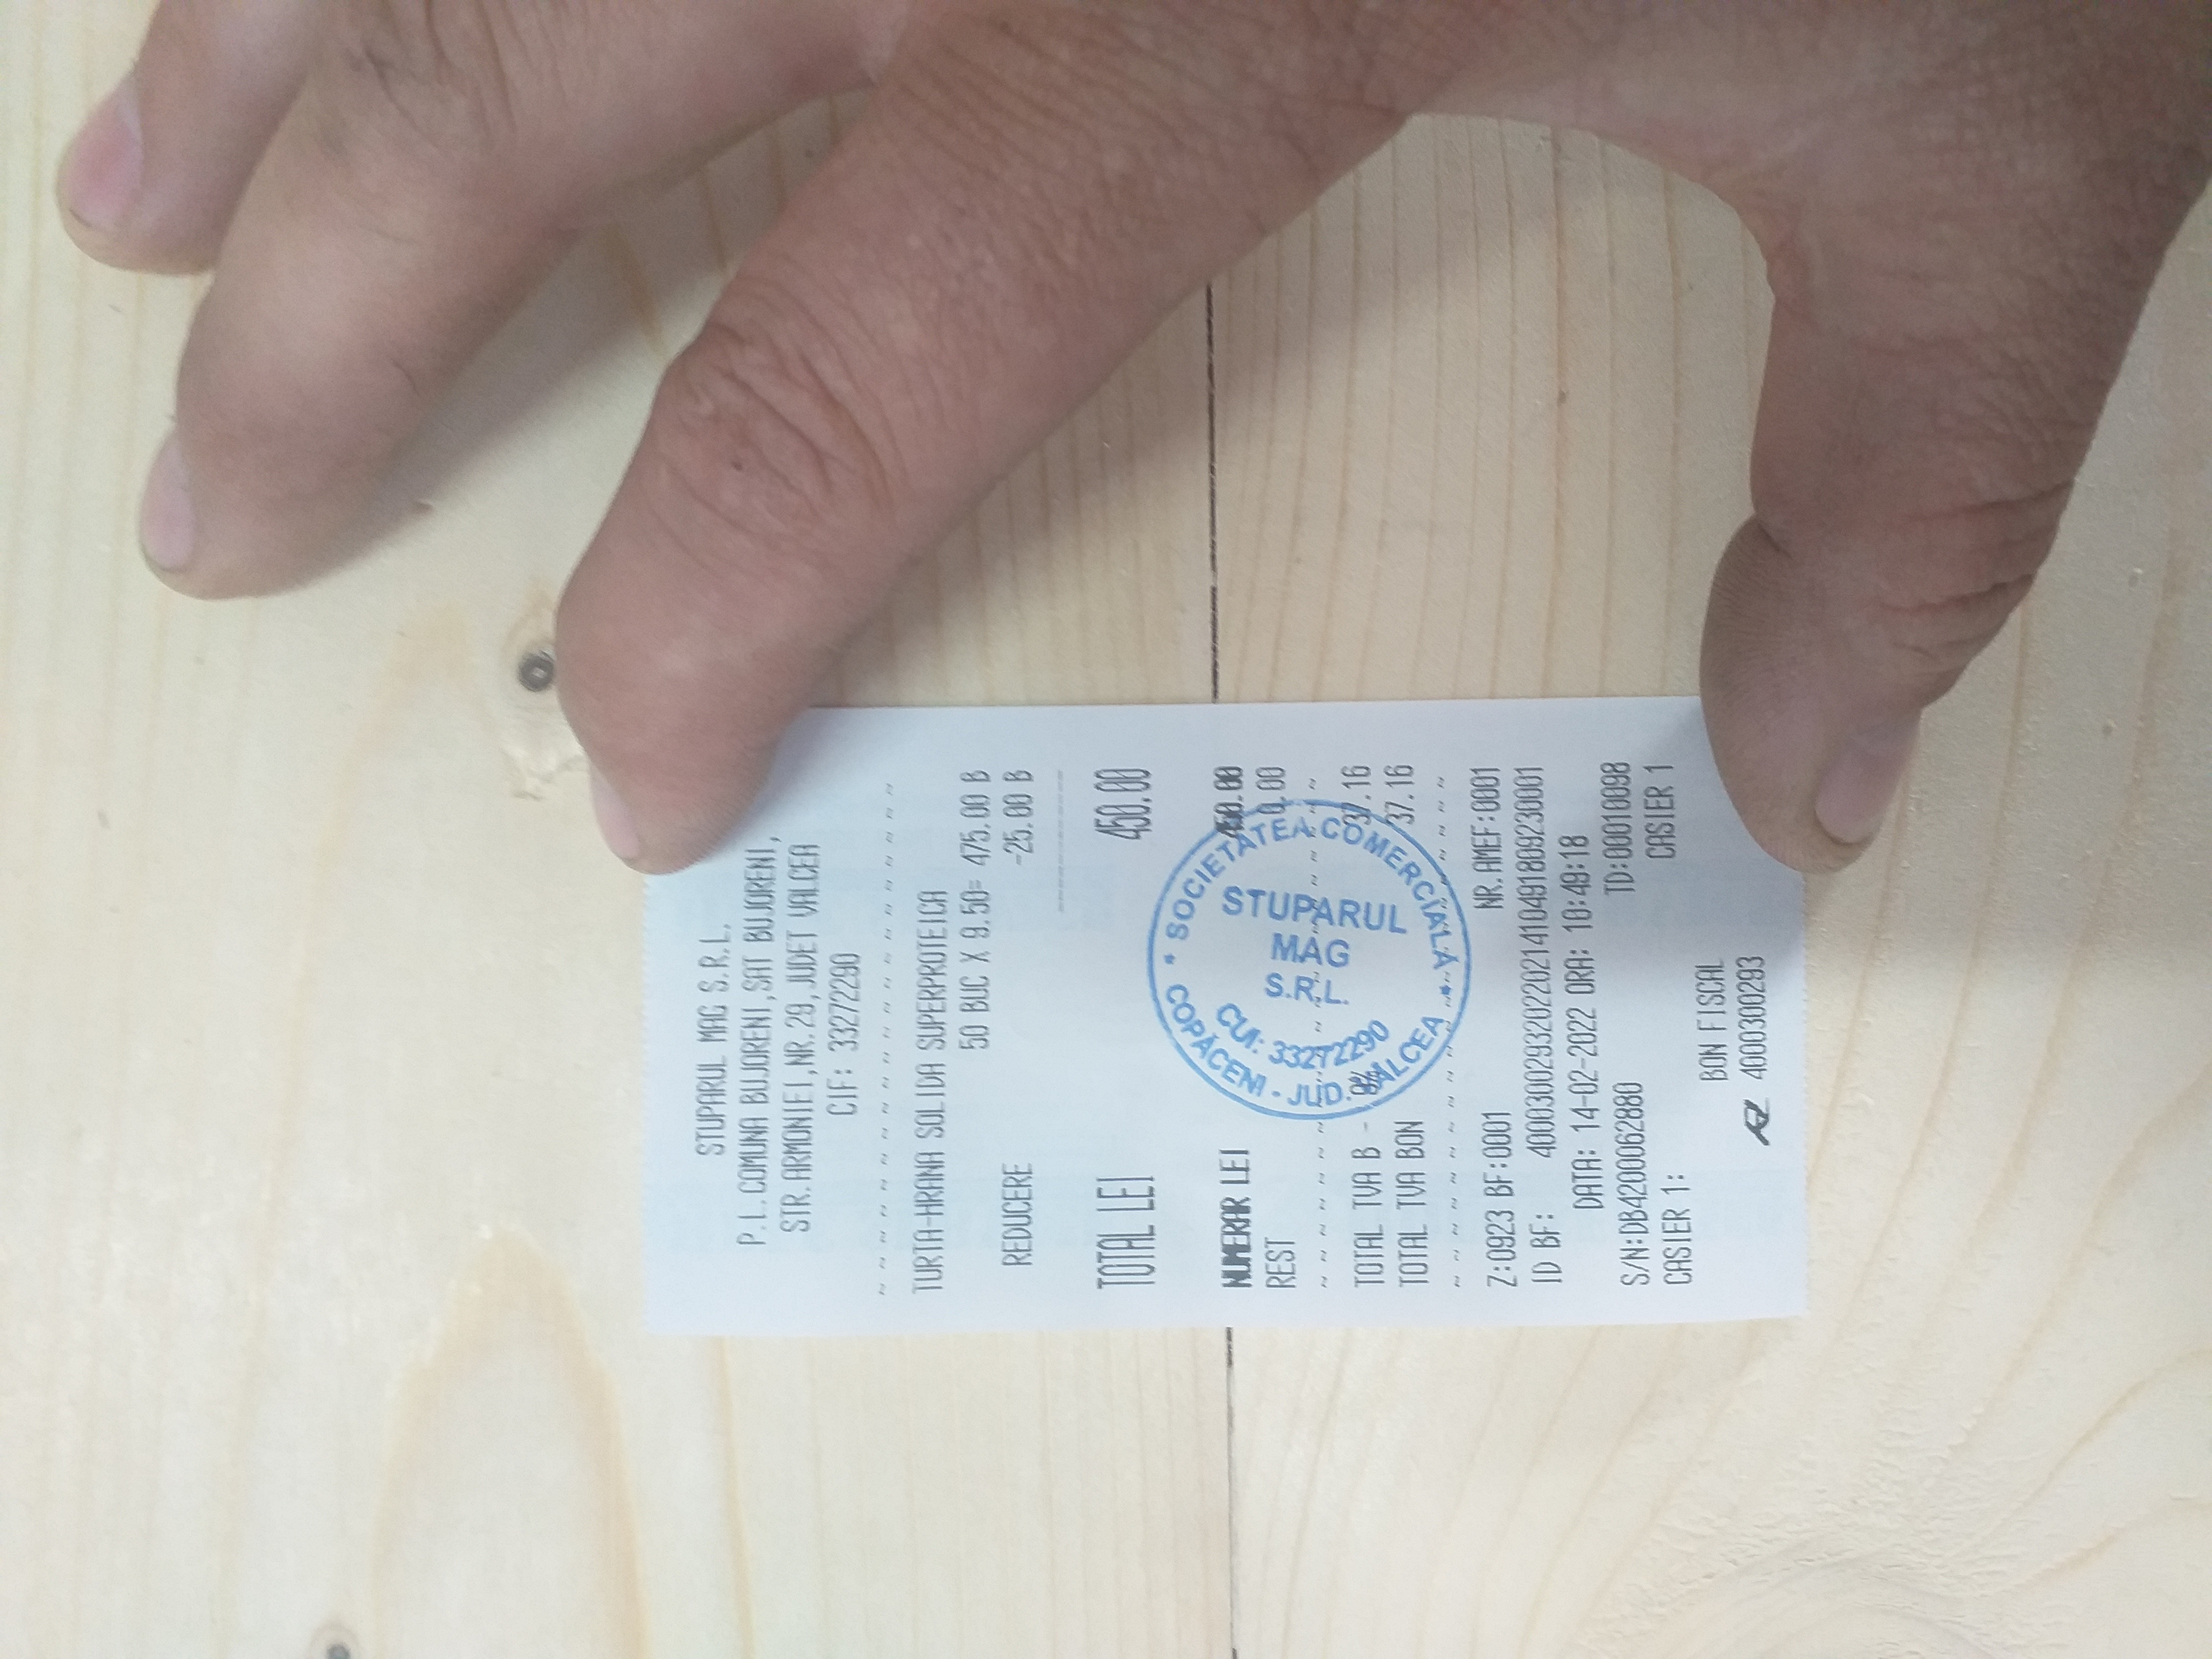 STUPARUL MAG S.R.L.
P.L.COMUNA BUJORENI,SAT BUJORENI,
STR.ARMONIEI,NR.29,JUDET VALCEA
CIF: 33272290
~ ~ ~ ~ ~ ~ ~ ~ ~ ~ ~ ~ ~ ~ ~ ~
TURTA-HRANA SOLIDA SUPERPROTEICA
50 BUC X 9.50= 475.00 B
REDUCERE -25.00 B
TOTAL LEI 450.00
NUMERAR LEI 450.00
REST 0.00
TOTAL TVA B - 9% 37.16
TOTAL TVA BON 37.16
Z:0923 BF:0001 NR.AMEF:0001
ID BF: 40003002932022021410491809230001
DATA: 14-02-2022 ORA: 10:49:18
S/N:DB4200062880 TD:00010098
CASIER 1: CASIER 1
BON FISCAL
4000300293
* SOCIETATEA COMERCIALĂ *
STUPARUL
MAG
S.R.L.
CUI: 33272290
COPĂCENI - JUD. VÂLCEA